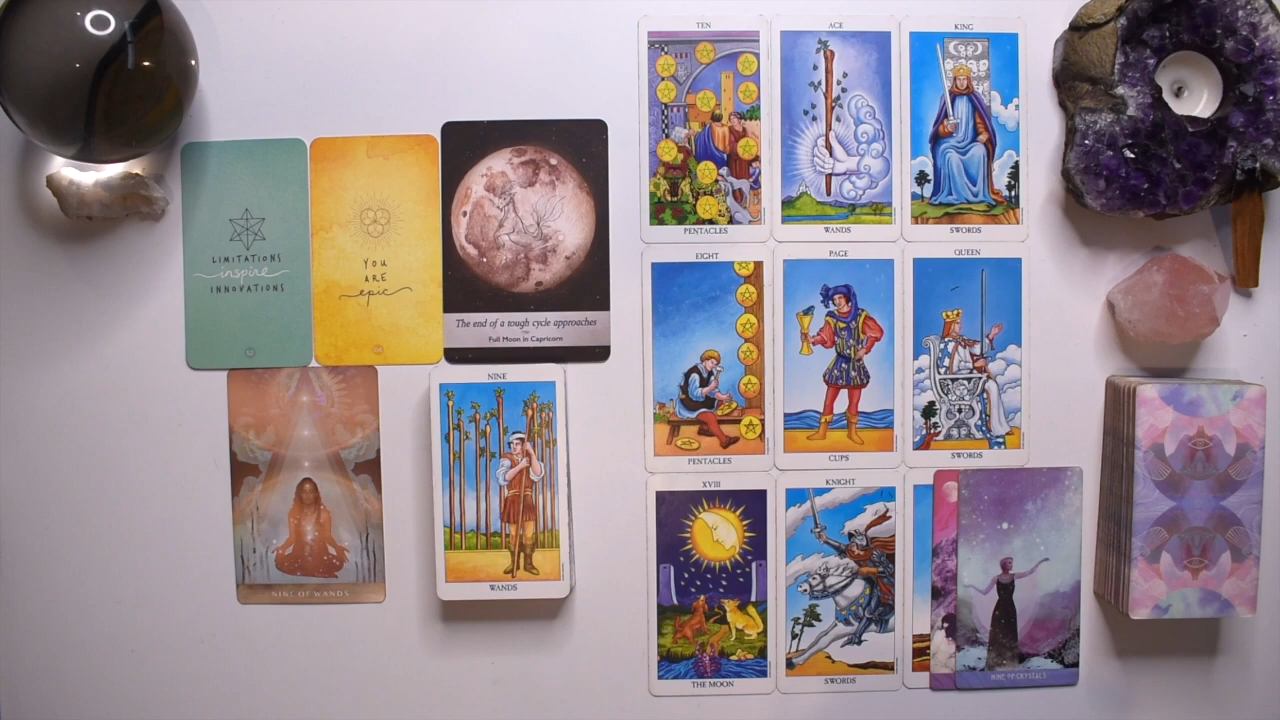 LIMITATIONS
inspire
INNOVATIONS
YOU
ARE
epic
The end of a tough cycle approaches
Full Moon in Capricorn
NINE OF WANDS
NINE
WANDS
TEN
PENTACLES
ACE
WANDS
KING
SWORDS
EIGHT
PENTACLES
PAGE
CUPS
QUEEN
SWORDS
XVIII
THE MOON
KNIGHT
SWORDS
NINE OF CRYSTALS